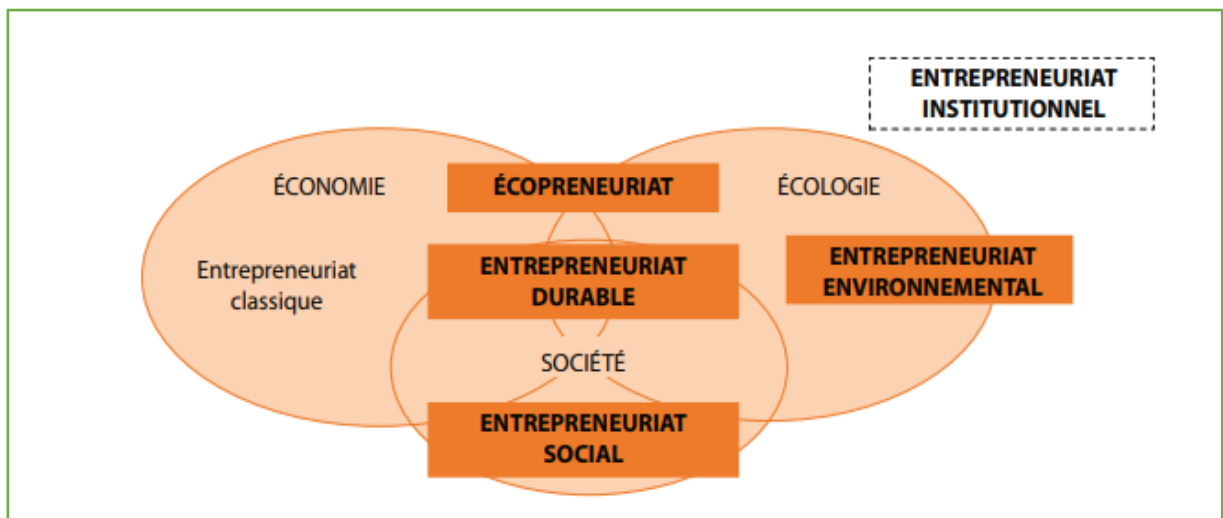 ENTREPRENEURIAT
INSTITUTIONNEL
ÉCONOMIE
ÉCOPRENEURIAT
ÉCOLOGIE
Entrepreneuriat
classique
ENTREPRENEURIAT
DURABLE
ENTREPRENEURIAT
ENVIRONNEMENTAL
SOCIÉTÉ
ENTREPRENEURIAT
SOCIAL